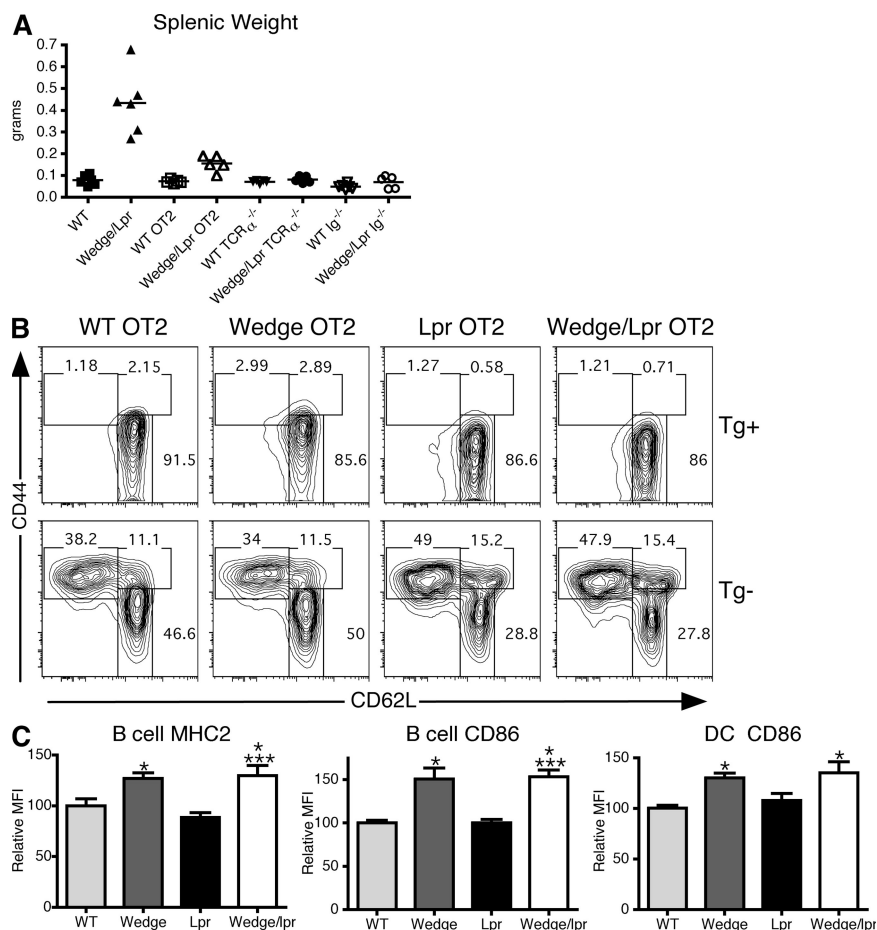 A
Splenic Weight
grams
0.7
0.6
0.5
0.4
0.3
0.2
0.1
0.0
WT
Wedge/Lpr
WT OT2
Wedge/Lpr OT2
WT TCRα-/-
Wedge/Lpr TCRα-/-
WT Ig-/-
Wedge/Lpr Ig-/-
B
WT OT2 Wedge OT2 Lpr OT2 Wedge/Lpr OT2
1.18 2.15 2.99 2.89 1.27 0.58 1.21 0.71
Tg+
91.5 85.6 86.6 86
CD44
38.2 11.1 34 11.5 49 15.2 47.9 15.4
Tg-
46.6 50 28.8 27.8
CD62L
C
B cell MHC2
Relative MFI
150
100
50
0
* * ***
WT Wedge Lpr Wedge/lpr
B cell CD86
Relative MFI
150
100
50
0
* * ***
WT Wedge Lpr Wedge/lpr
DC CD86
Relative MFI
150
100
50
0
* *
WT Wedge Lpr Wedge/lpr